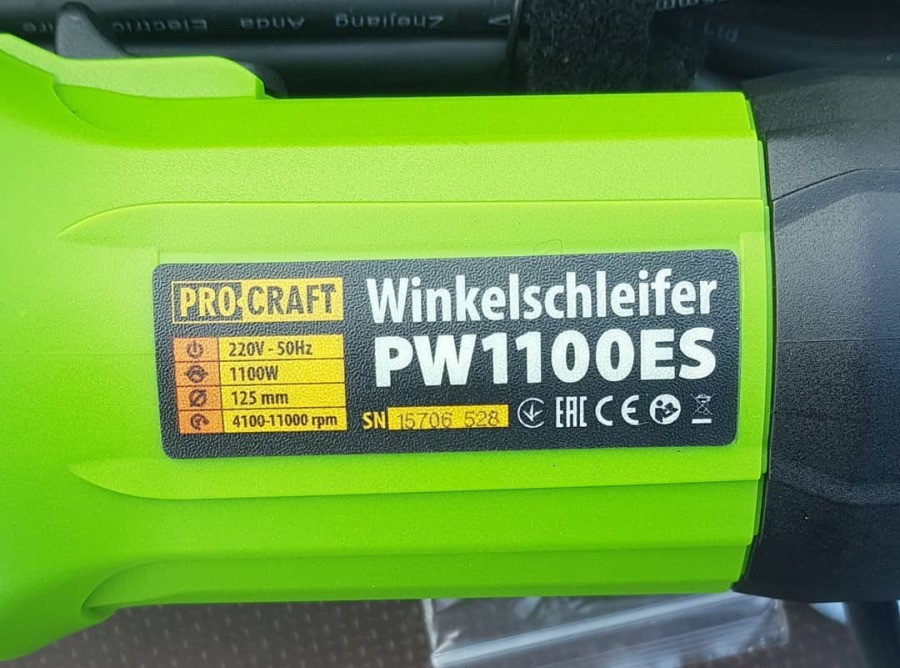 Zhejiang Anda Electric Wire
PRO-CRAFT
Winkelschleifer
PW1100ES
220V - 50Hz
1100W
125 mm
4100-11000 rpm
SN 15706 528
EAC CE